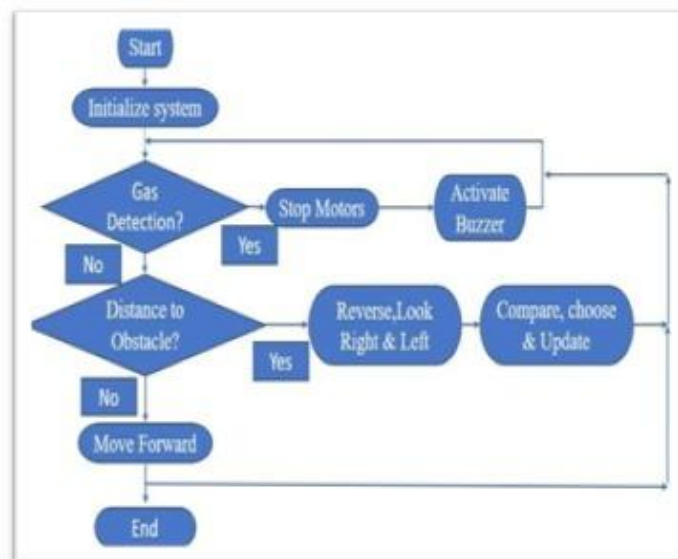 Start
Initialize system
Gas
Detection?
Stop Motors
Activate
Buzzer
Yes
No
Distance to
Obstacle?
Reverse,Look
Right & Left
Compare, choose
& Update
Yes
No
Move Forward
End